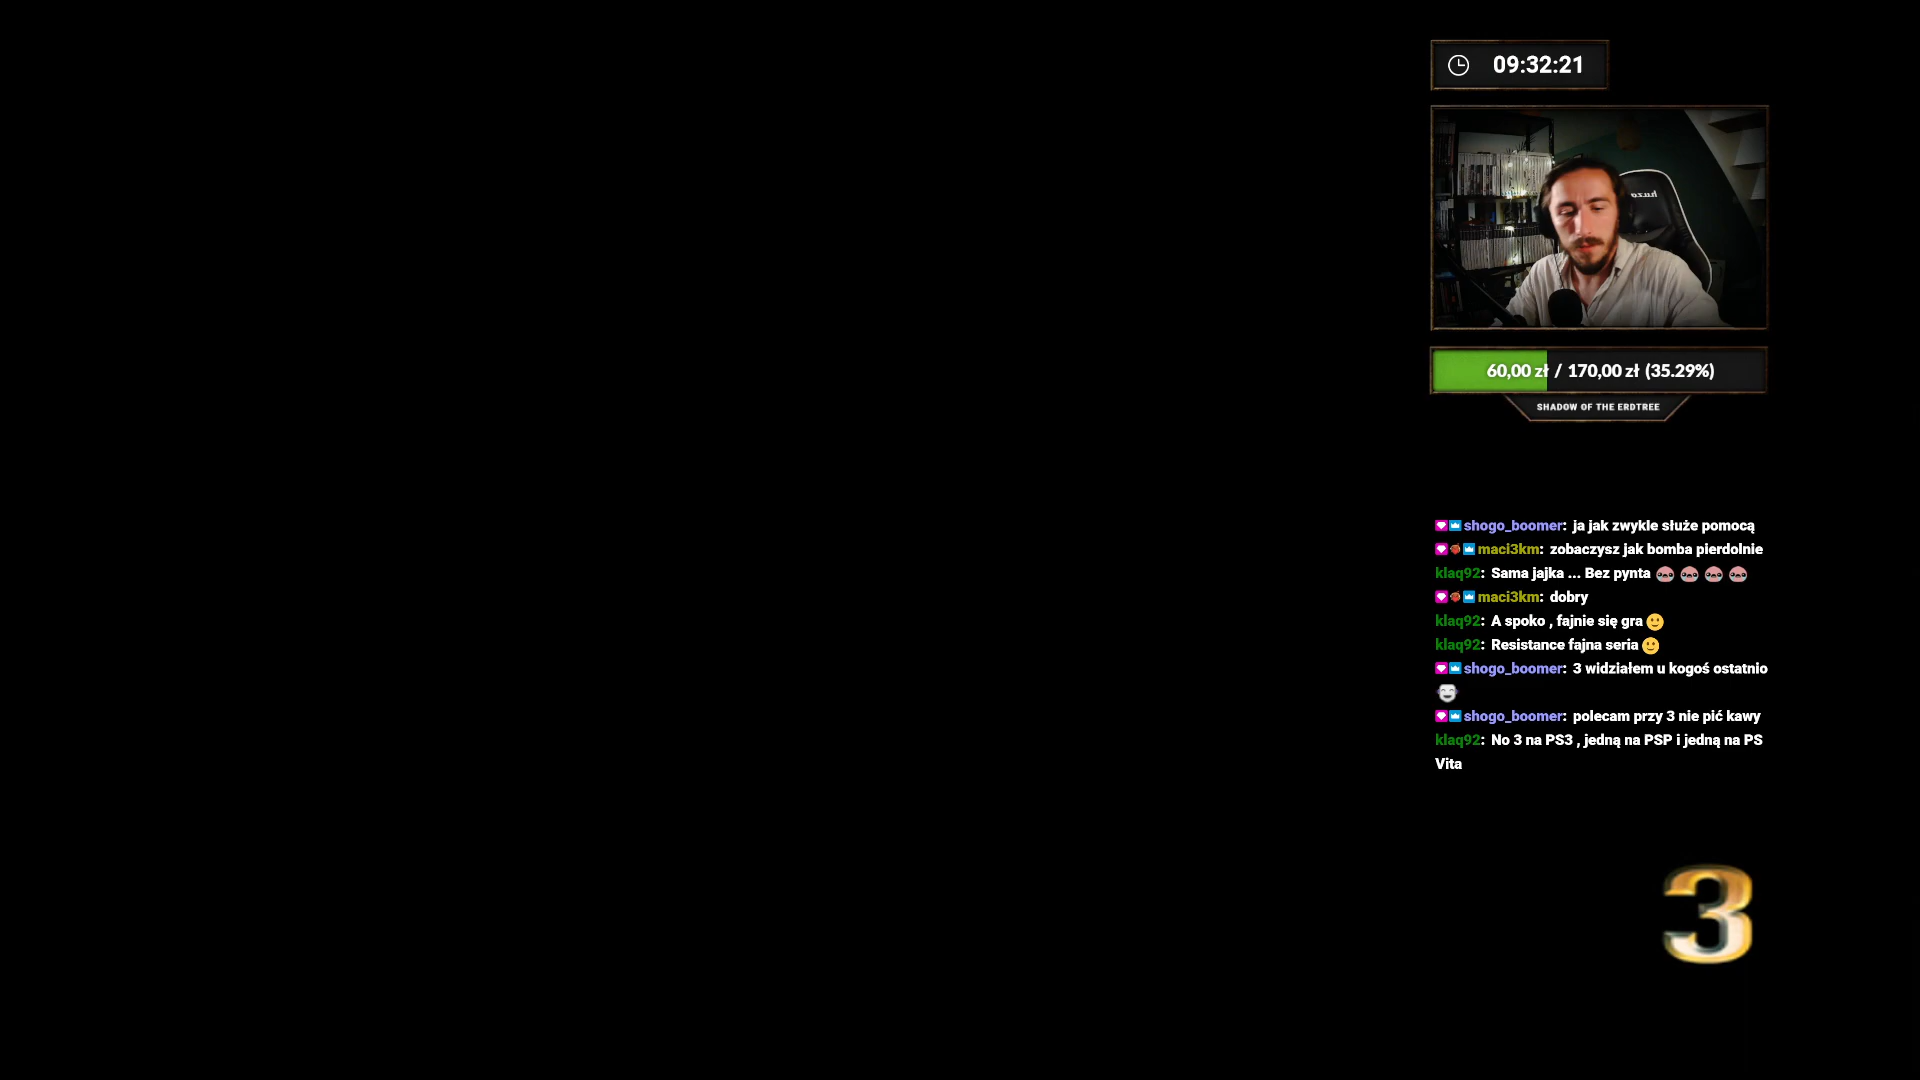 09:32:21
60,00 zł / 170,00 zł (35.29%)
SHADOW OF THE ERDTREE
shogo_boomer: ja jak zwykle służe pomocą
maci3km: zobaczysz jak bomba pierdolnie
klaq92: Sama jajka ... Bez pynta
maci3km: dobry
klaq92: A spoko , fajnie się gra
klaq92: Resistance fajna seria
shogo_boomer: 3 widziałem u kogoś ostatnio
shogo_boomer: polecam przy 3 nie pić kawy
klaq92: No 3 na PS3 , jedną na PSP i jedną na PS
Vita
3